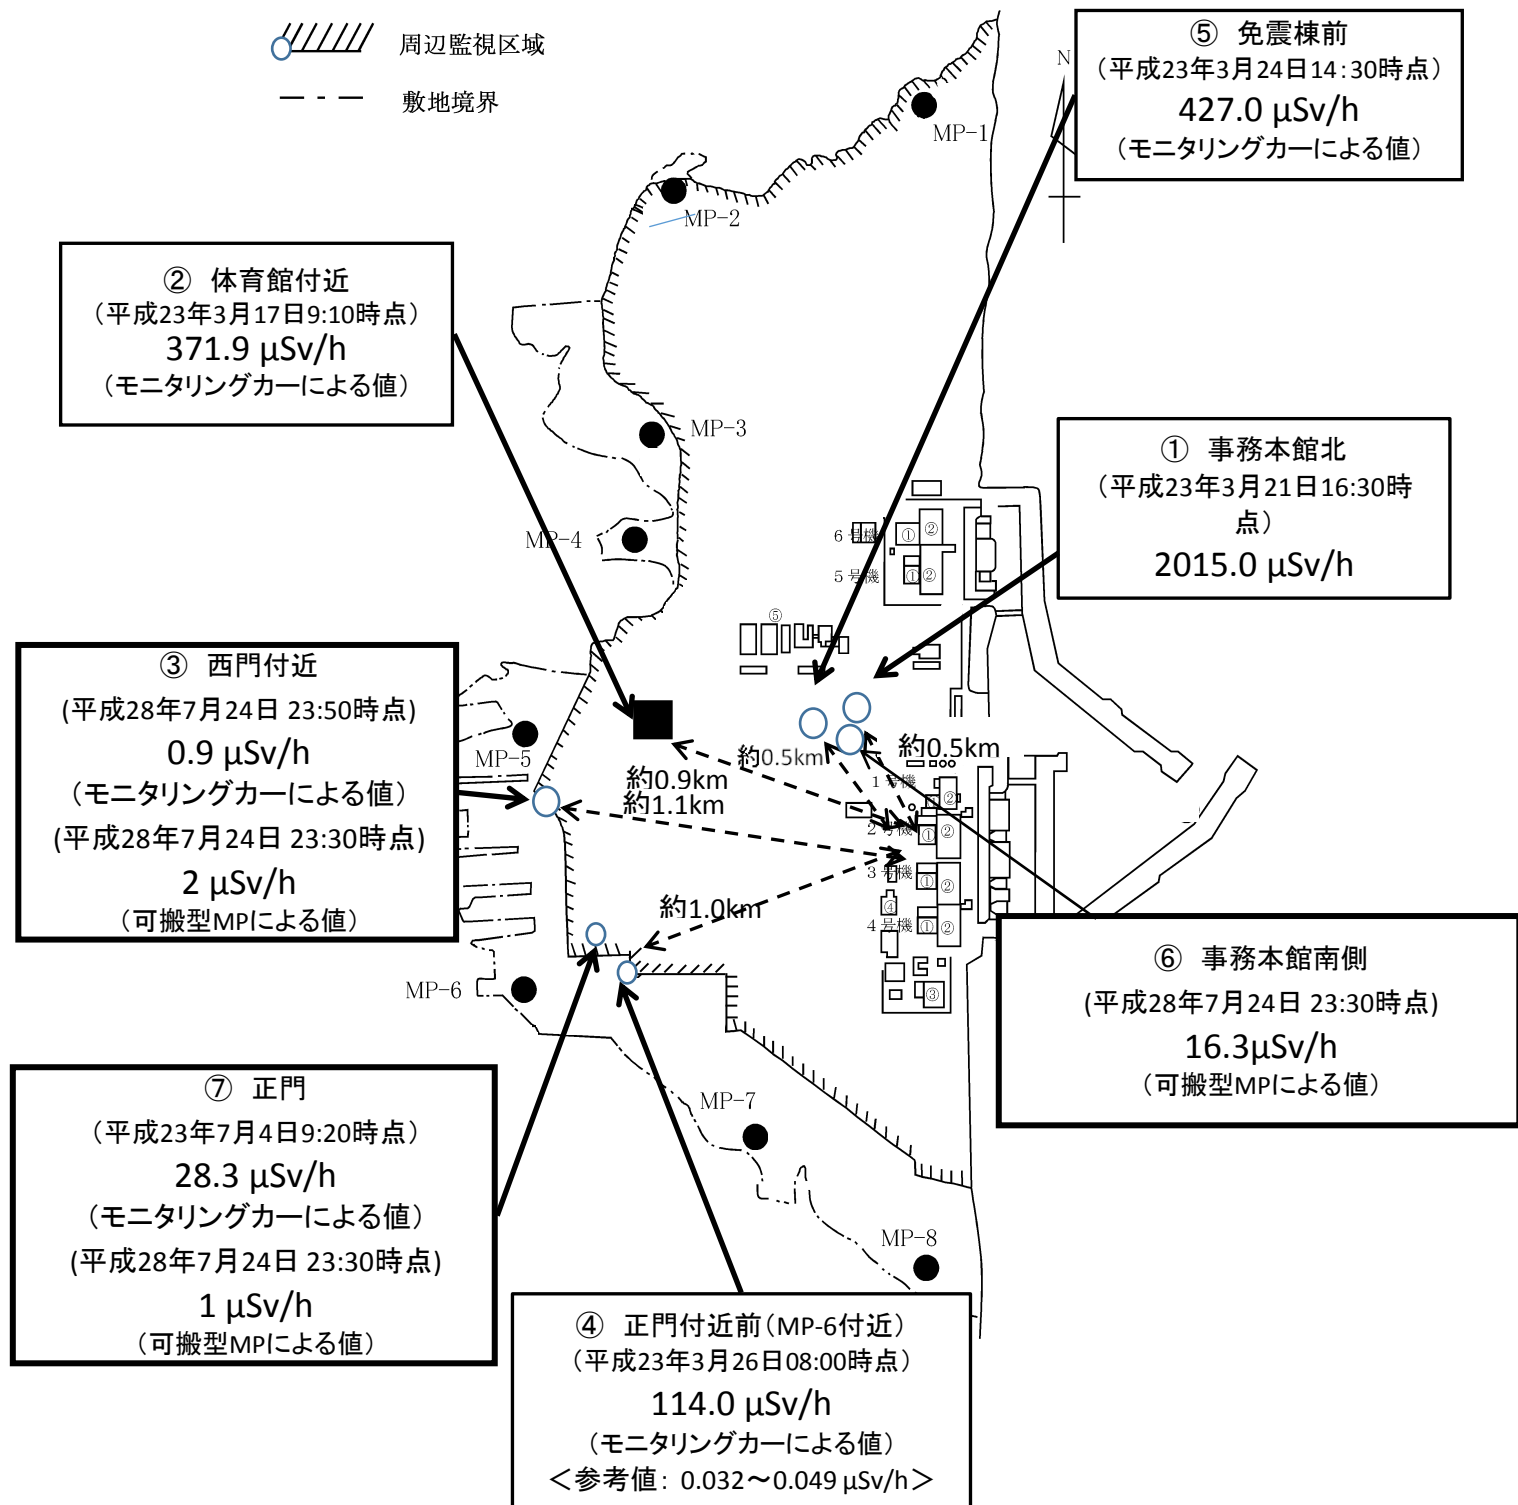 周辺監視区域
敷地境界
N
⑤ 免震棟前
（平成23年3月24日14:30時点）
427.0 μSv/h
（モニタリングカーによる値）
MP-1
MP-2
② 体育館付近
（平成23年3月17日9:10時点）
371.9 μSv/h
（モニタリングカーによる値）
MP-3
MP-4
① 事務本館北
（平成23年3月21日16:30時
点）
2015.0 μSv/h
6号機
① ②
5号機
① ②
⑤
③ 西門付近
(平成28年7月24日 23:50時点)
0.9 μSv/h
（モニタリングカーによる値）
(平成28年7月24日 23:30時点)
2 μSv/h
（可搬型MPによる値）
MP-5
約0.5km
約0.5km
約0.9km
約1.1km
約1.0km
1号機
① ②
2号機
① ②
3号機
① ②
④
4号機
① ②
③
MP-6
⑥ 事務本館南側
(平成28年7月24日 23:30時点)
16.3μSv/h
（可搬型MPによる値）
⑦ 正門
（平成23年7月4日9:20時点）
28.3 μSv/h
（モニタリングカーによる値）
(平成28年7月24日 23:30時点)
1 μSv/h
（可搬型MPによる値）
MP-7
MP-8
④ 正門付近前（MP-6付近）
（平成23年3月26日08:00時点）
114.0 μSv/h
（モニタリングカーによる値）
＜参考値: 0.032～0.049 μSv/h＞